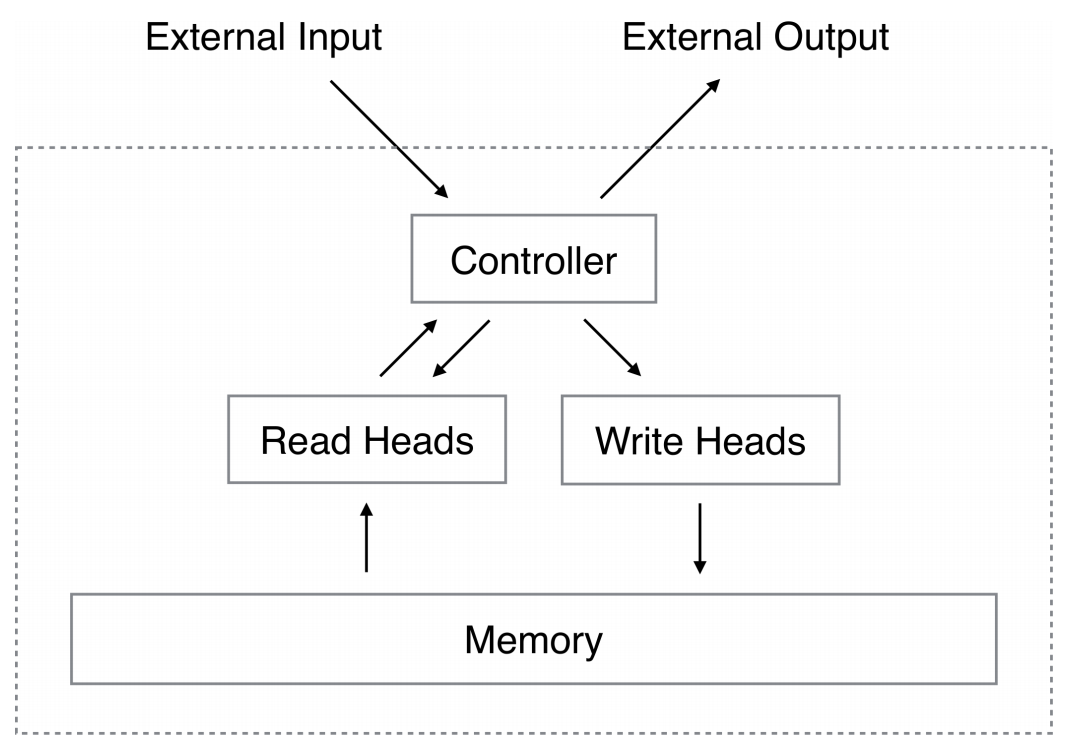 External Input
External Output
Controller
Read Heads
Write Heads
Memory